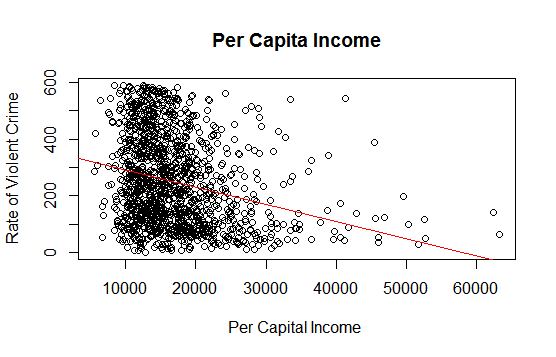 Per Capita Income
Rate of Violent Crime
600
400
200
0
10000 20000 30000 40000 50000 60000
Per Capital Income